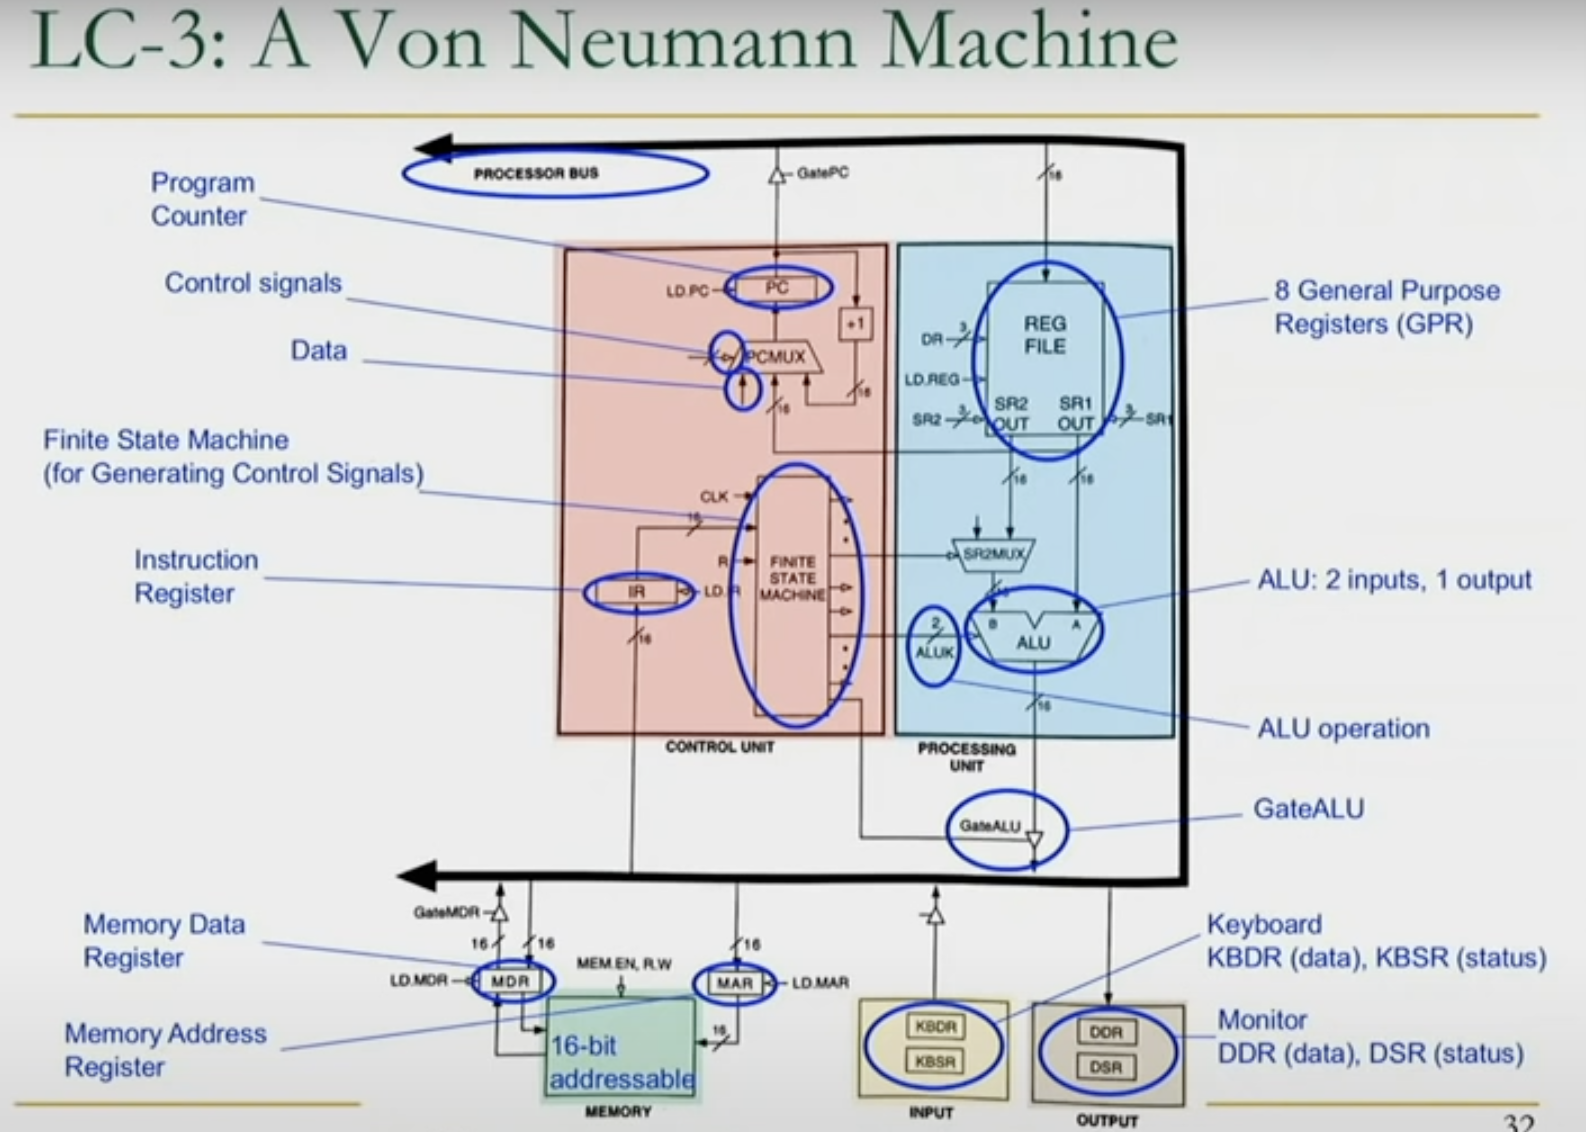 LC-3: A Von Neumann Machine
PROCESSOR BUS
GatePC
16
Program
Counter
Control signals
Data
Finite State Machine
(for Generating Control Signals)
Instruction
Register
LD.PC
PC
+1
PCMUX
16
16
CLK
16
R
FINITE
STATE
MACHINE
IR
LD.IR
16
CONTROL UNIT
REG
FILE
DR
3
LD.REG
SR2
3
SR2
OUT
SR1
OUT
3
SR1
16
16
SR2MUX
16
2
ALUK
B
A
ALU
16
PROCESSING
UNIT
8 General Purpose
Registers (GPR)
ALU: 2 inputs, 1 output
ALU operation
GateALU
GateALU
Memory Data
Register
Memory Address
Register
GateMDR
16
16
LD.MDR
MDR
MEM.EN, R.W
16
MAR
LD.MAR
16
16-bit
addressable
MEMORY
KBDR
KBSR
INPUT
DDR
DSR
OUTPUT
Keyboard
KBDR (data), KBSR (status)
Monitor
DDR (data), DSR (status)
32